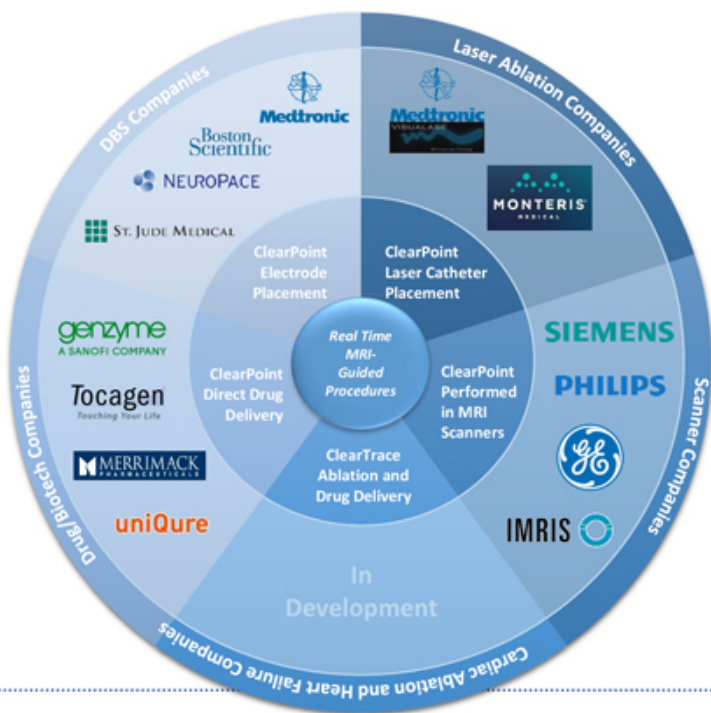 DBS Companies
Medtronic
Boston
Scientific
NEUROPACE
ST. JUDE MEDICAL
ClearPoint
Electrode
Placement
Laser Ablation Companies
Medtronic
VISUALASE
MONTERIS
MEDICAL
ClearPoint
Laser Catheter
Placement
Real Time
MRI-
Guided
Procedures
Drug/Biotech Companies
genzyme
A SANOFI COMPANY
Tocagen
Touching Your Life
MERRIMACK
PHARMACEUTICALS
uniQure
ClearPoint
Direct Drug
Delivery
Scanner Companies
SIEMENS
PHILIPS
GE
IMRIS
ClearPoint
Performed
in MRI
Scanners
ClearTrace
Ablation and
Drug Delivery
In
Development
Cardiac Ablation and Heart Failure Companies